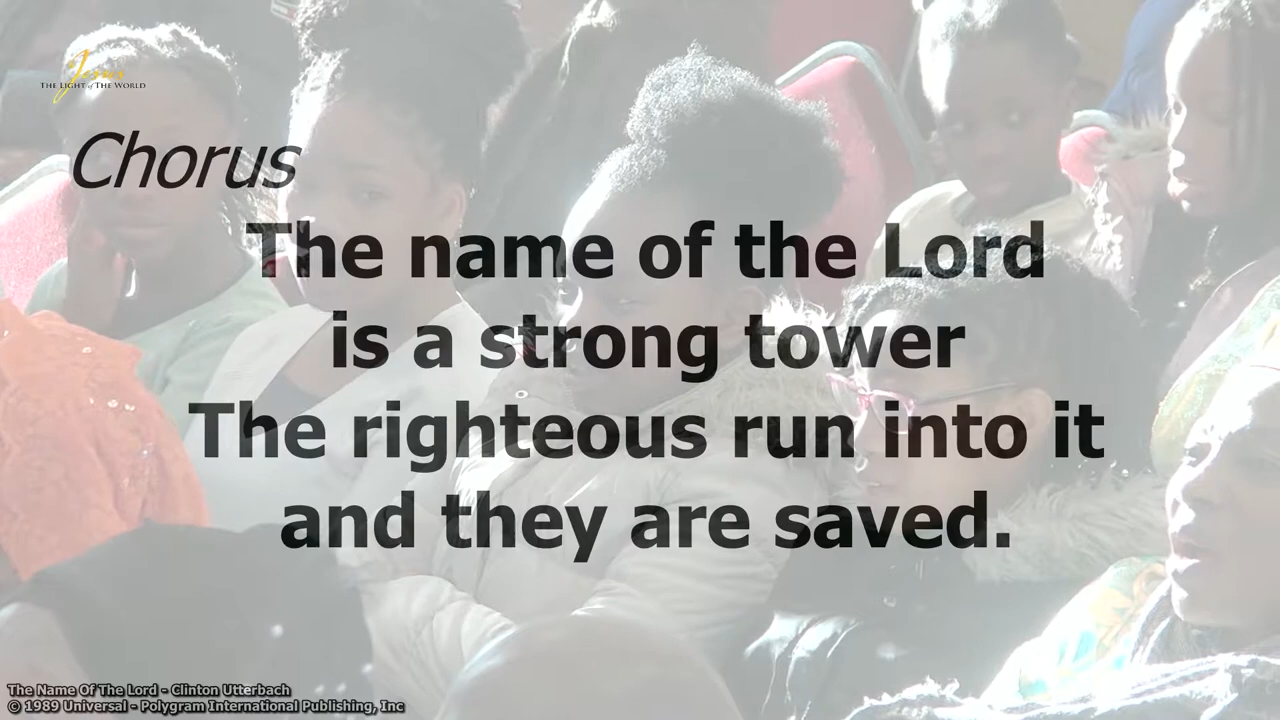 Jesus
THE LIGHT of THE WORLD
Chorus
The name of the Lord
is a strong tower
The righteous run into it
and they are saved.
The Name Of The Lord - Clinton Utterbach
© 1989 Universal - Polygram International Publishing, Inc